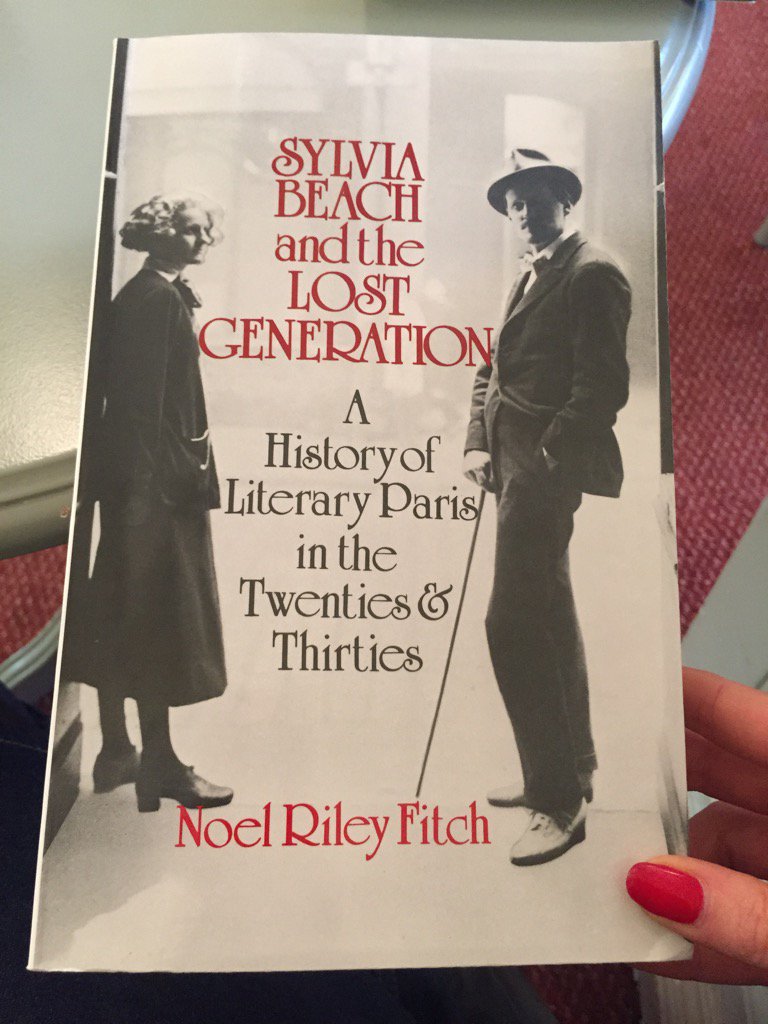 SYLVIA
BEACH
and the
LOST
GENERATION
A
History of
Literary Paris
in the
Twenties &
Thirties
Noel Riley Fitch